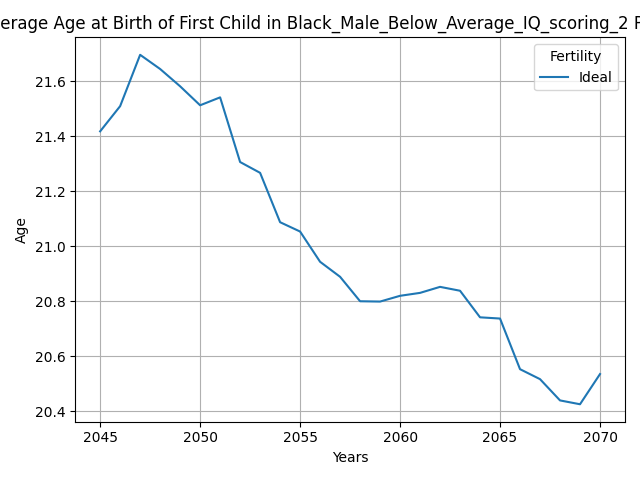 erage Age at Birth of First Child in Black_Male_Below_Average_IQ_scoring_2
Fertility
Ideal
21.6
21.4
21.2
21.0
20.8
20.6
20.4
Age
2045 2050 2055 2060 2065 2070
Years